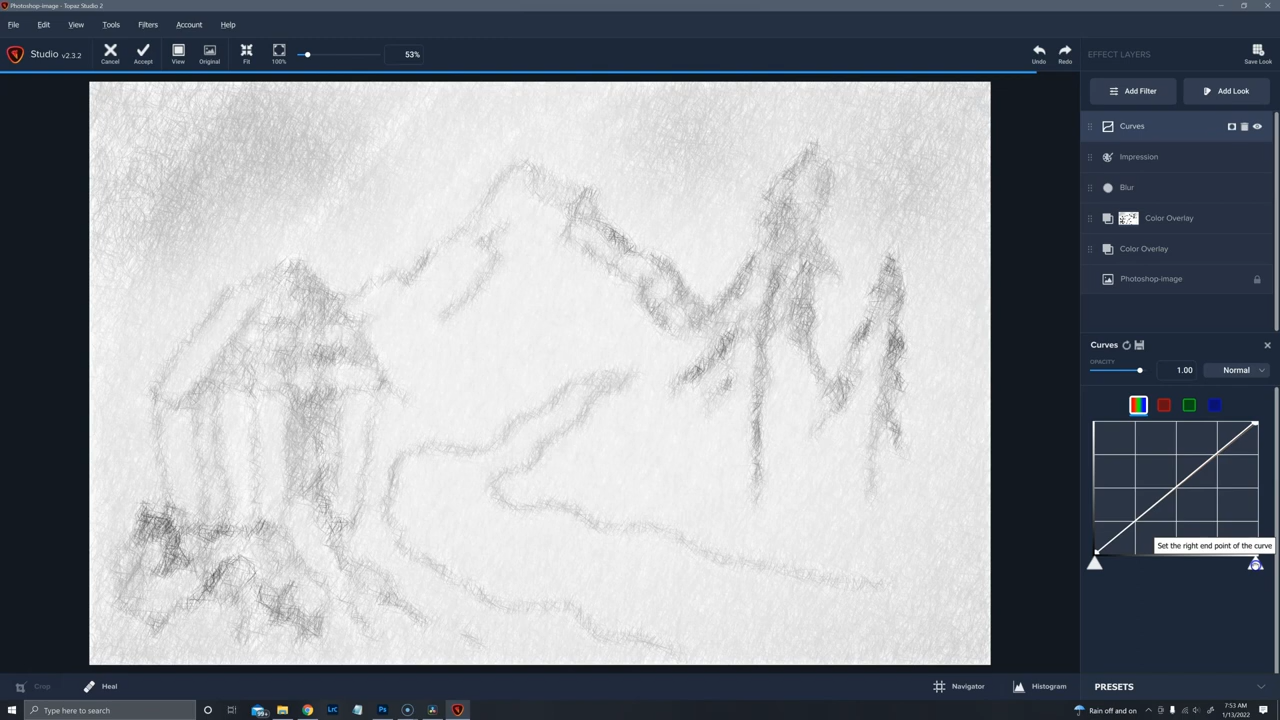 Photoshop-image - Topaz Studio 2
File Edit View Tools Filters Account Help
Studio v2.3.2 Cancel Accept View Original Fit 100% 53% Undo Redo
EFFECT LAYERS Save Look
Add Filter Add Look
Curves
Impression
Blur
Color Overlay
Color Overlay
Photoshop-image
Curves
OPACITY
1.00 Normal
Set the right end point of the curve
Crop Heal Navigator Histogram PRESETS
Type here to search
99+
LrC
Ps
Rain off and on
7:53 AM
1/13/2022